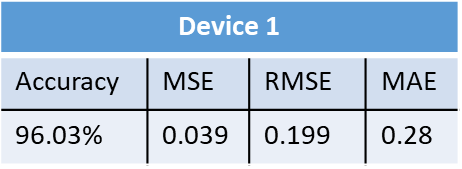 Device 1
Accuracy MSE RMSE MAE
96.03% 0.039 0.199 0.28